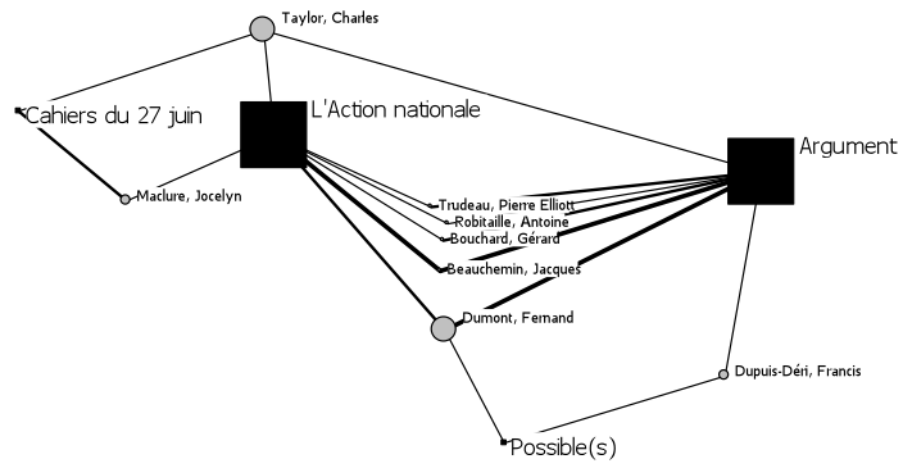 Taylor, Charles
Cahiers du 27 juin
L'Action nationale
Argument
Maclure, Jocelyn
Trudeau, Pierre Elliott
Robitaille, Antoine
Bouchard, Gérard
Beauchemin, Jacques
Dumont, Fernand
Dupuis-Déri, Francis
Possible(s)